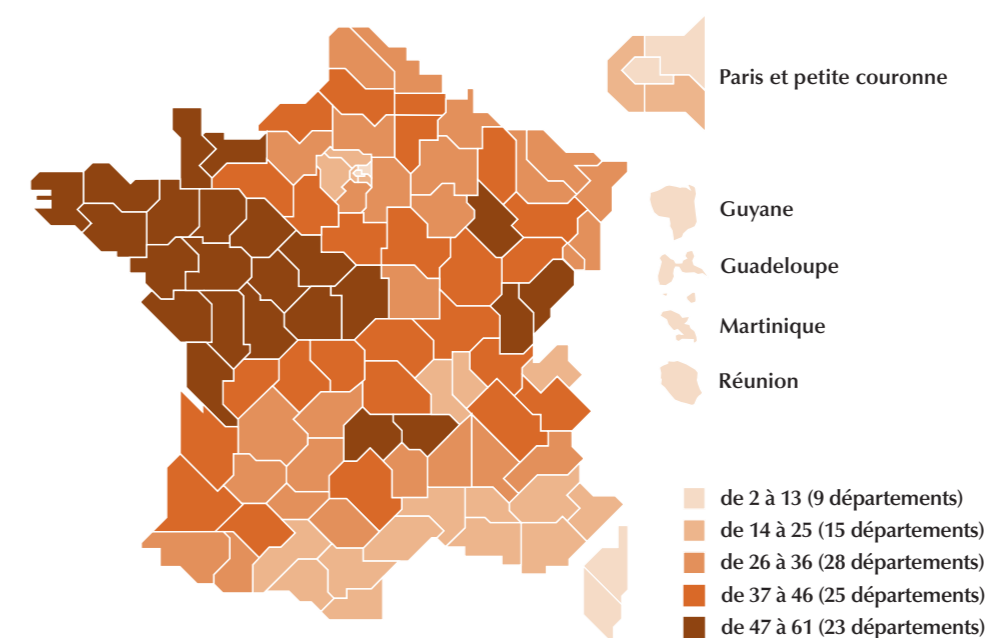 Paris et petite couronne
Guyane
Guadeloupe
Martinique
Réunion
de 2 à 13 (9 départements)
de 14 à 25 (15 départements)
de 26 à 36 (28 départements)
de 37 à 46 (25 départements)
de 47 à 61 (23 départements)